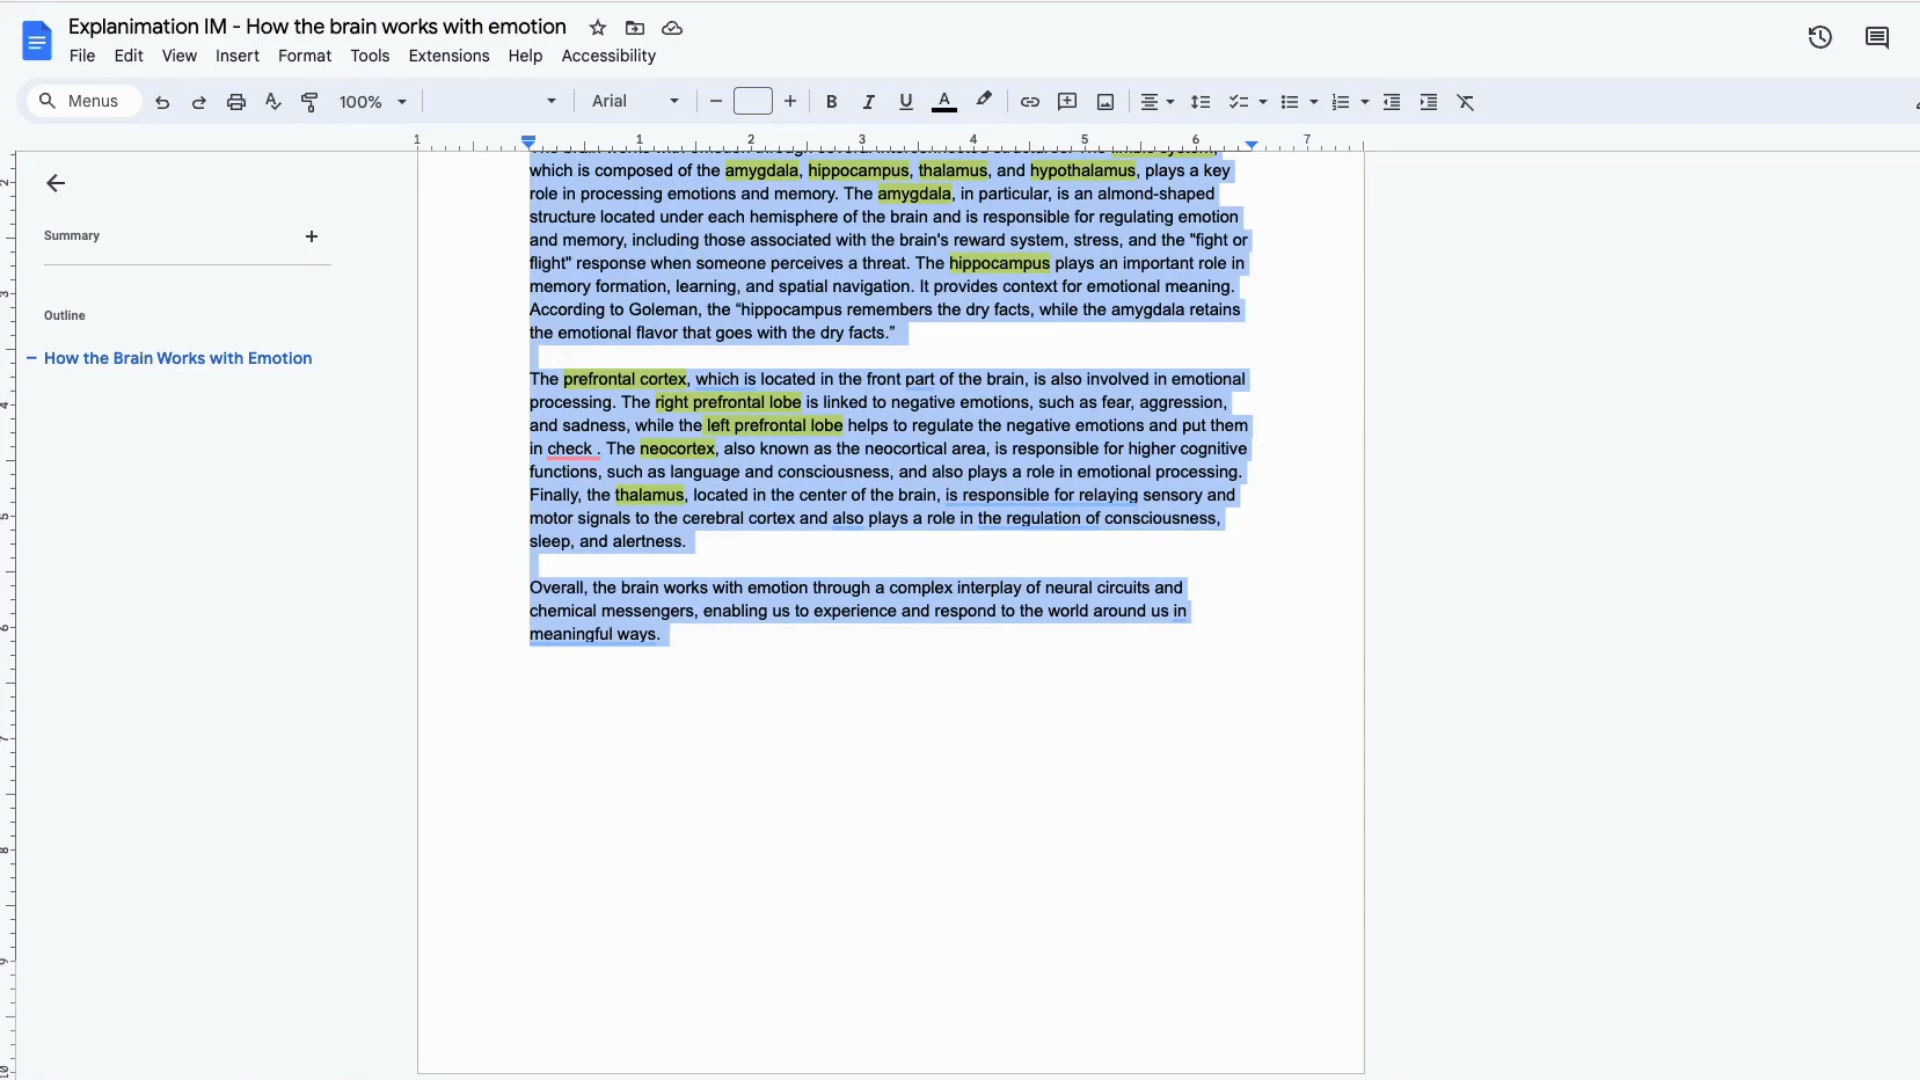 Explanimation IM - How the brain works with emotion
File Edit View Insert Format Tools Extensions Help Accessibility
Menus 100% Arial
1 1 2 3 4 5 6 7
Summary
Outline
How the Brain Works with Emotion
which is composed of the amygdala, hippocampus, thalamus, and hypothalamus, plays a key
role in processing emotions and memory. The amygdala, in particular, is an almond-shaped
structure located under each hemisphere of the brain and is responsible for regulating emotion
and memory, including those associated with the brain's reward system, stress, and the "fight or
flight" response when someone perceives a threat. The hippocampus plays an important role in
memory formation, learning, and spatial navigation. It provides context for emotional meaning.
According to Goleman, the “hippocampus remembers the dry facts, while the amygdala retains
the emotional flavor that goes with the dry facts.”
The prefrontal cortex, which is located in the front part of the brain, is also involved in emotional
processing. The right prefrontal lobe is linked to negative emotions, such as fear, aggression,
and sadness, while the left prefrontal lobe helps to regulate the negative emotions and put them
in check . The neocortex, also known as the neocortical area, is responsible for higher cognitive
functions, such as language and consciousness, and also plays a role in emotional processing.
Finally, the thalamus, located in the center of the brain, is responsible for relaying sensory and
motor signals to the cerebral cortex and also plays a role in the regulation of consciousness,
sleep, and alertness.
Overall, the brain works with emotion through a complex interplay of neural circuits and
chemical messengers, enabling us to experience and respond to the world around us in
meaningful ways.